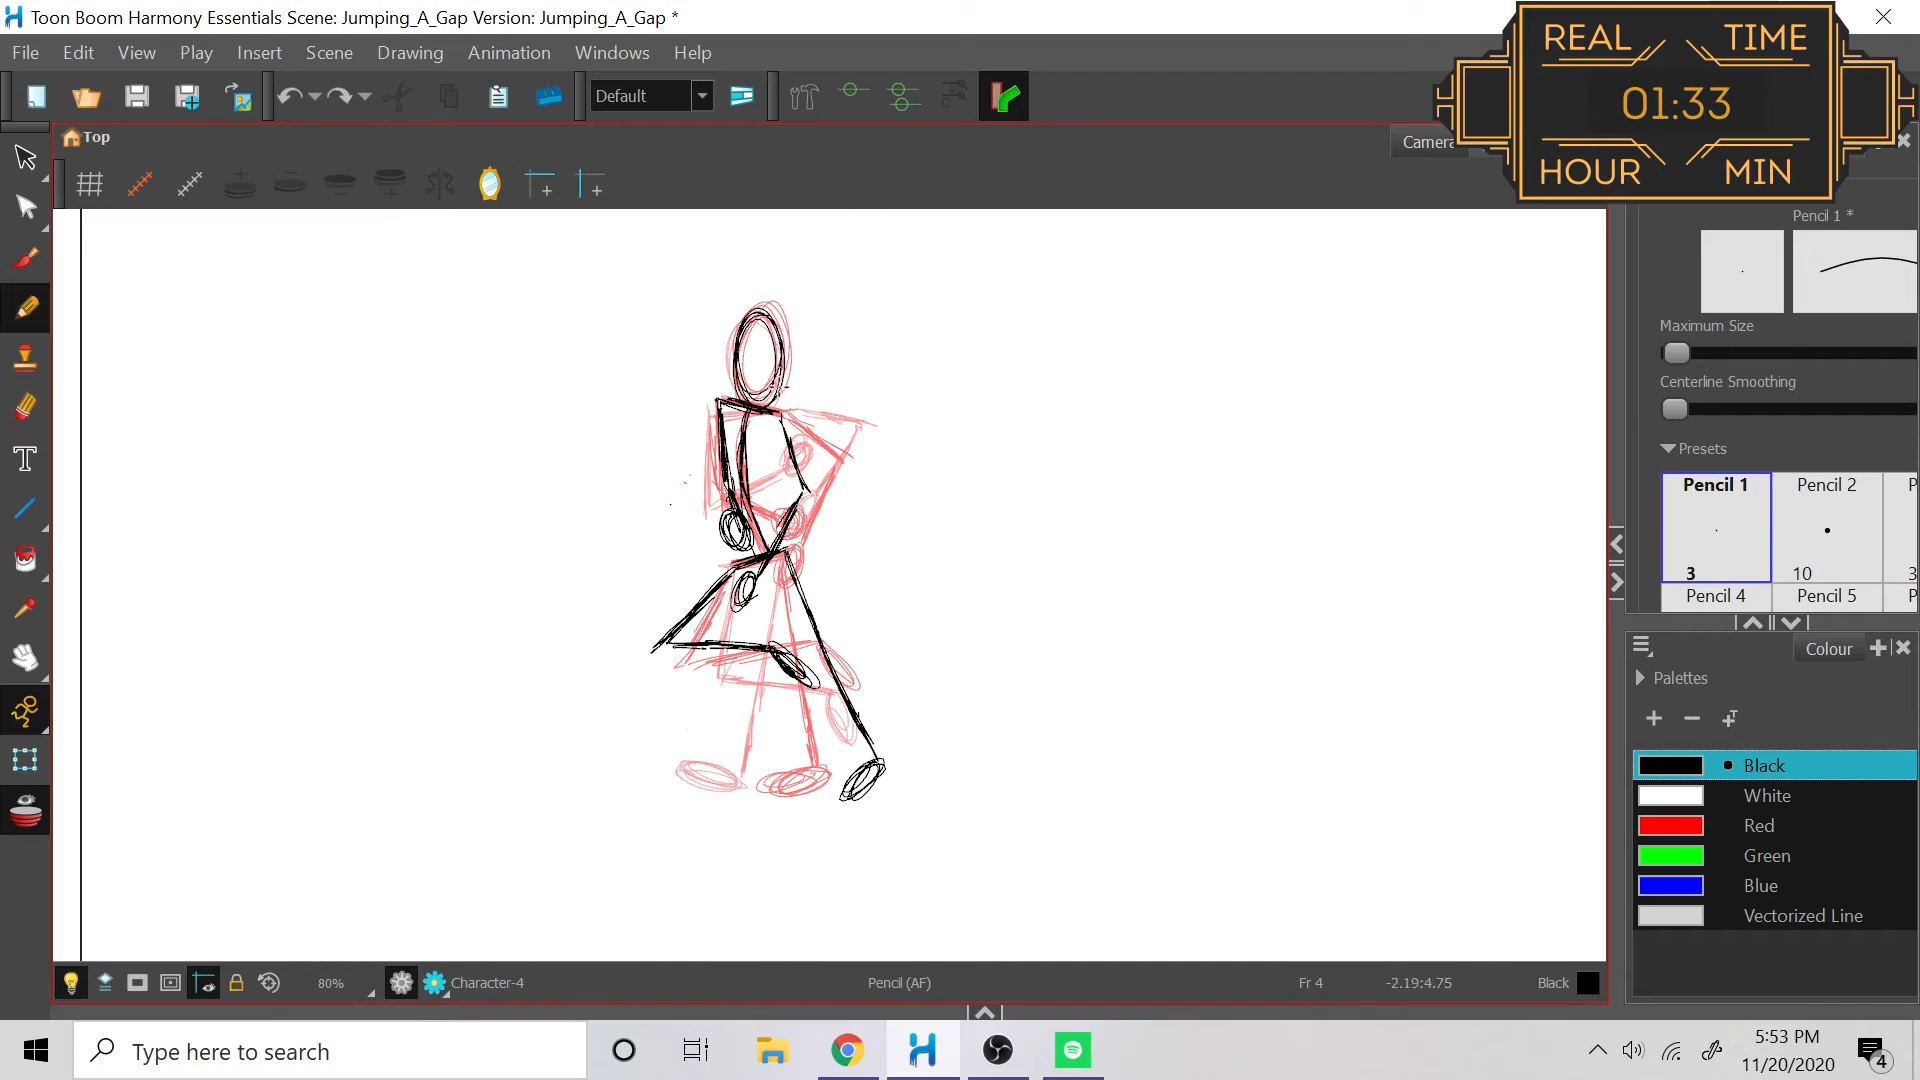 Toon Boom Harmony Essentials Scene: Jumping_A_Gap Version: Jumping_A_Gap *
File Edit View Play Insert Scene Drawing Animation Windows Help
REAL TIME
01:33
HOUR MIN
Default
Top
Camera
Pencil 1 *
Maximum Size
Centerline Smoothing
Presets
Pencil 1 Pencil 2 P
3 10 3
Pencil 4 Pencil 5 P
Colour
Palettes
Black
White
Red
Green
Blue
Vectorized Line
80% Character-4 Pencil (AF) Fr 4 -2.19:4.75 Black
Type here to search
5:53 PM
11/20/2020
4